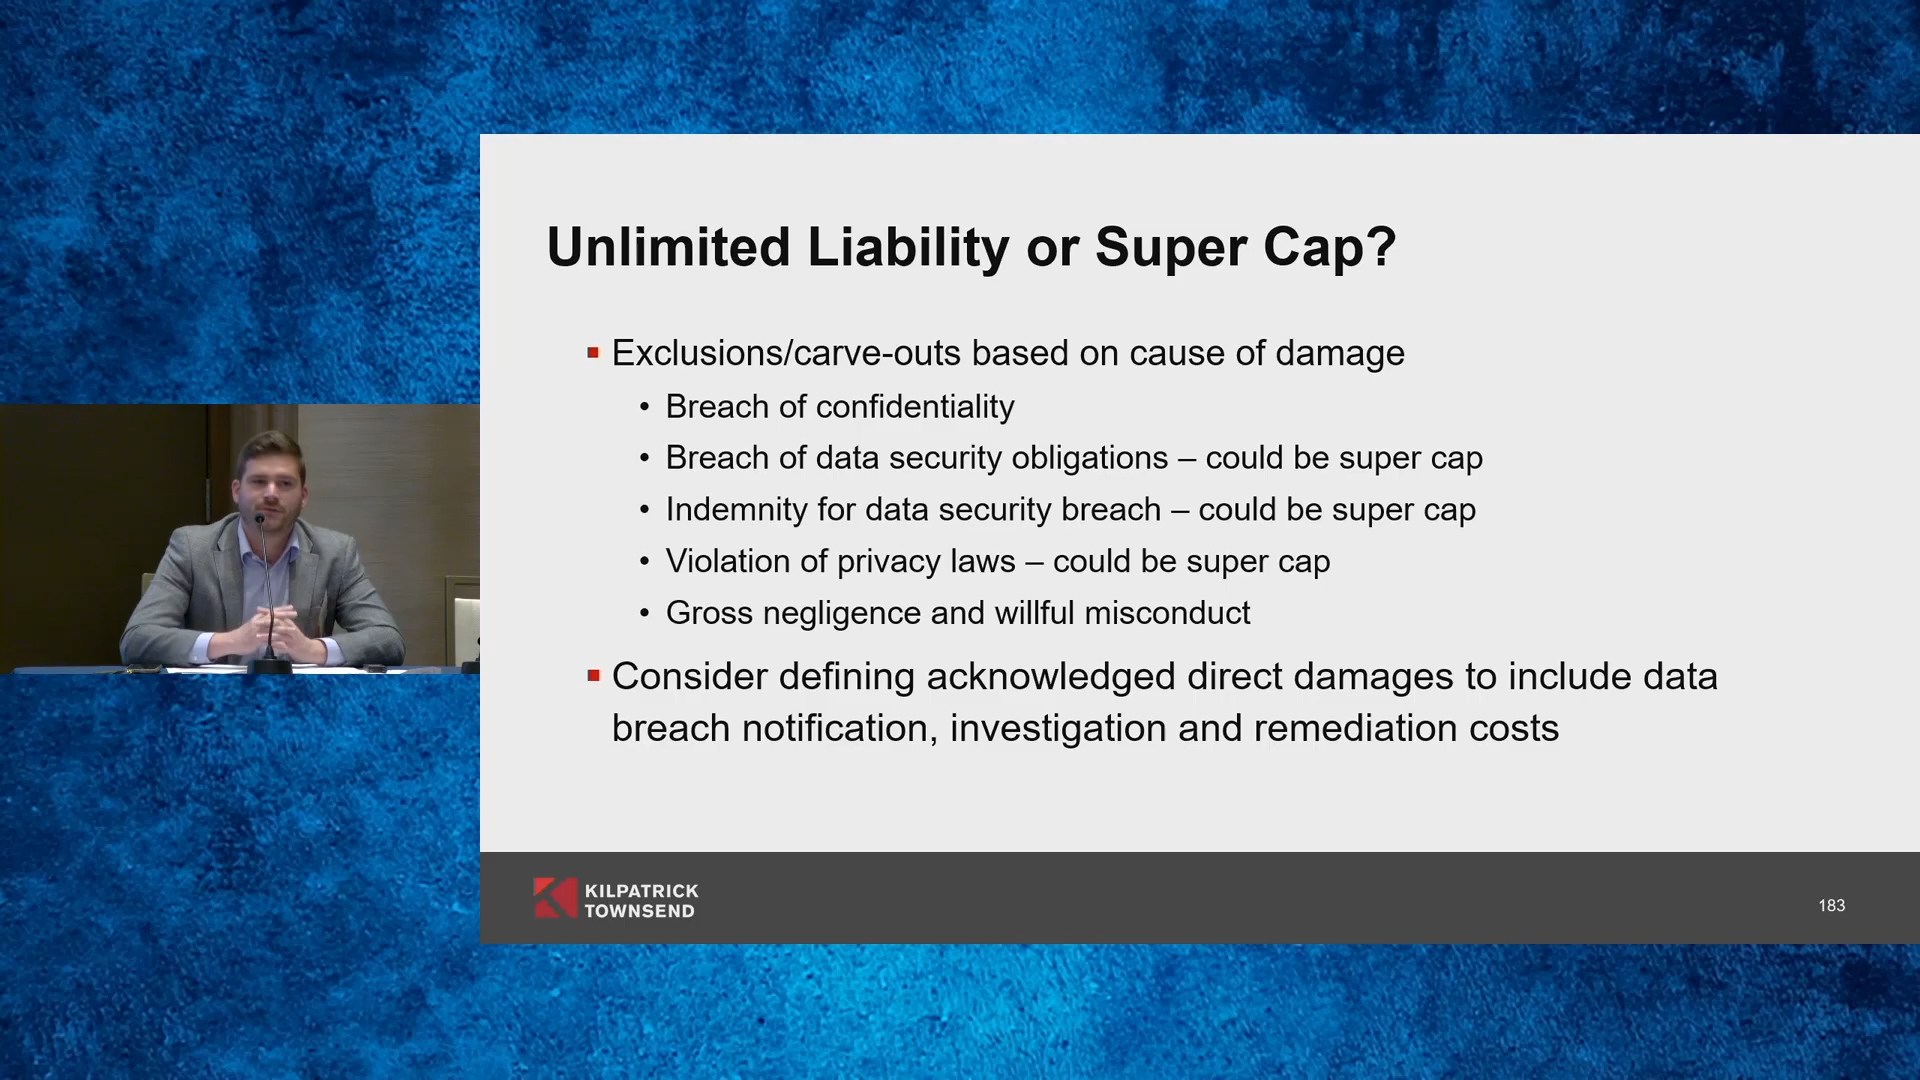 Unlimited Liability or Super Cap?
▪ Exclusions/carve-outs based on cause of damage
• Breach of confidentiality
• Breach of data security obligations – could be super cap
• Indemnity for data security breach – could be super cap
• Violation of privacy laws – could be super cap
• Gross negligence and willful misconduct
▪ Consider defining acknowledged direct damages to include data
breach notification, investigation and remediation costs
KILPATRICK
TOWNSEND
183